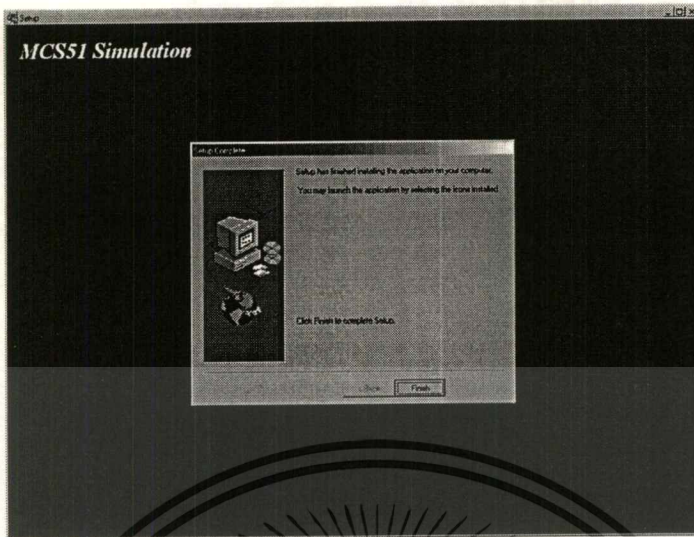 Setup
MCS51 Simulation
Setup Complete
Setup has finished installing the application on your computer.
You may launch the application by selecting the icons installed.
Click Finish to complete Setup.
< Back
Finish